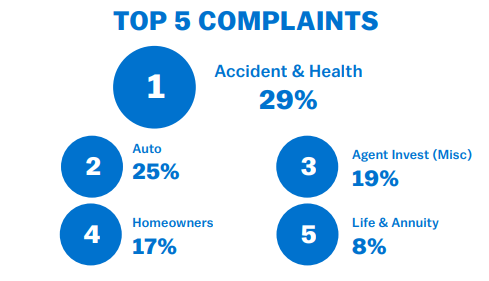 TOP 5 COMPLAINTS
1
Accident & Health
29%
2
Auto
25%
3
Agent Invest (Misc)
19%
4
Homeowners
17%
5
Life & Annuity
8%